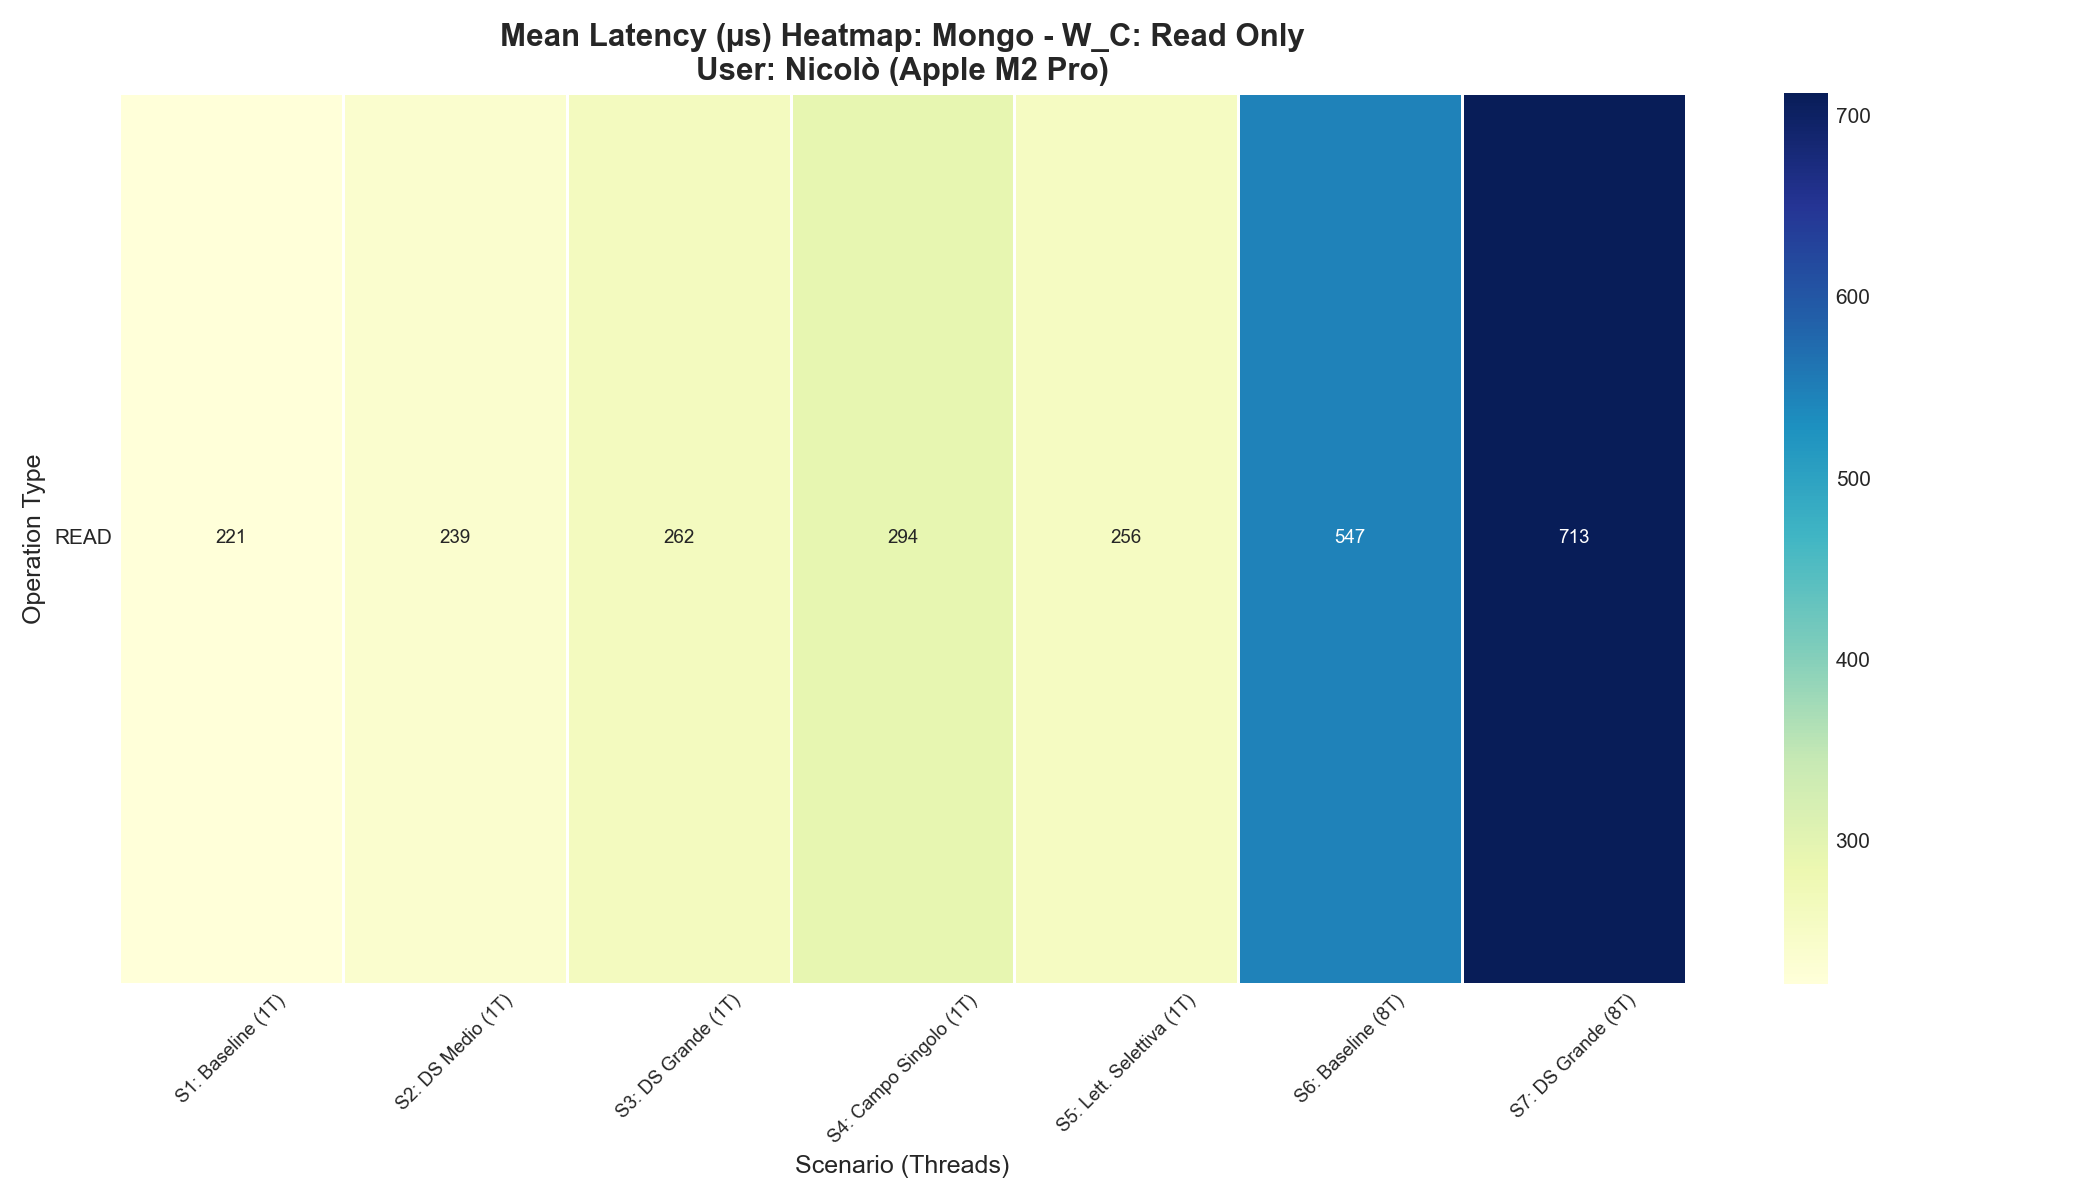 Mean Latency (µs) Heatmap: Mongo - W_C: Read Only
User: Nicolò (Apple M2 Pro)
Operation Type
READ
221
239
262
294
256
547
713
700
600
500
400
300
S1: Baseline (1T)
S2: DS Medio (1T)
S3: DS Grande (1T)
S4: Campo Singolo (1T)
S5: Lett. Selettiva (1T)
S6: Baseline (8T)
S7: DS Grande (8T)
Scenario (Threads)